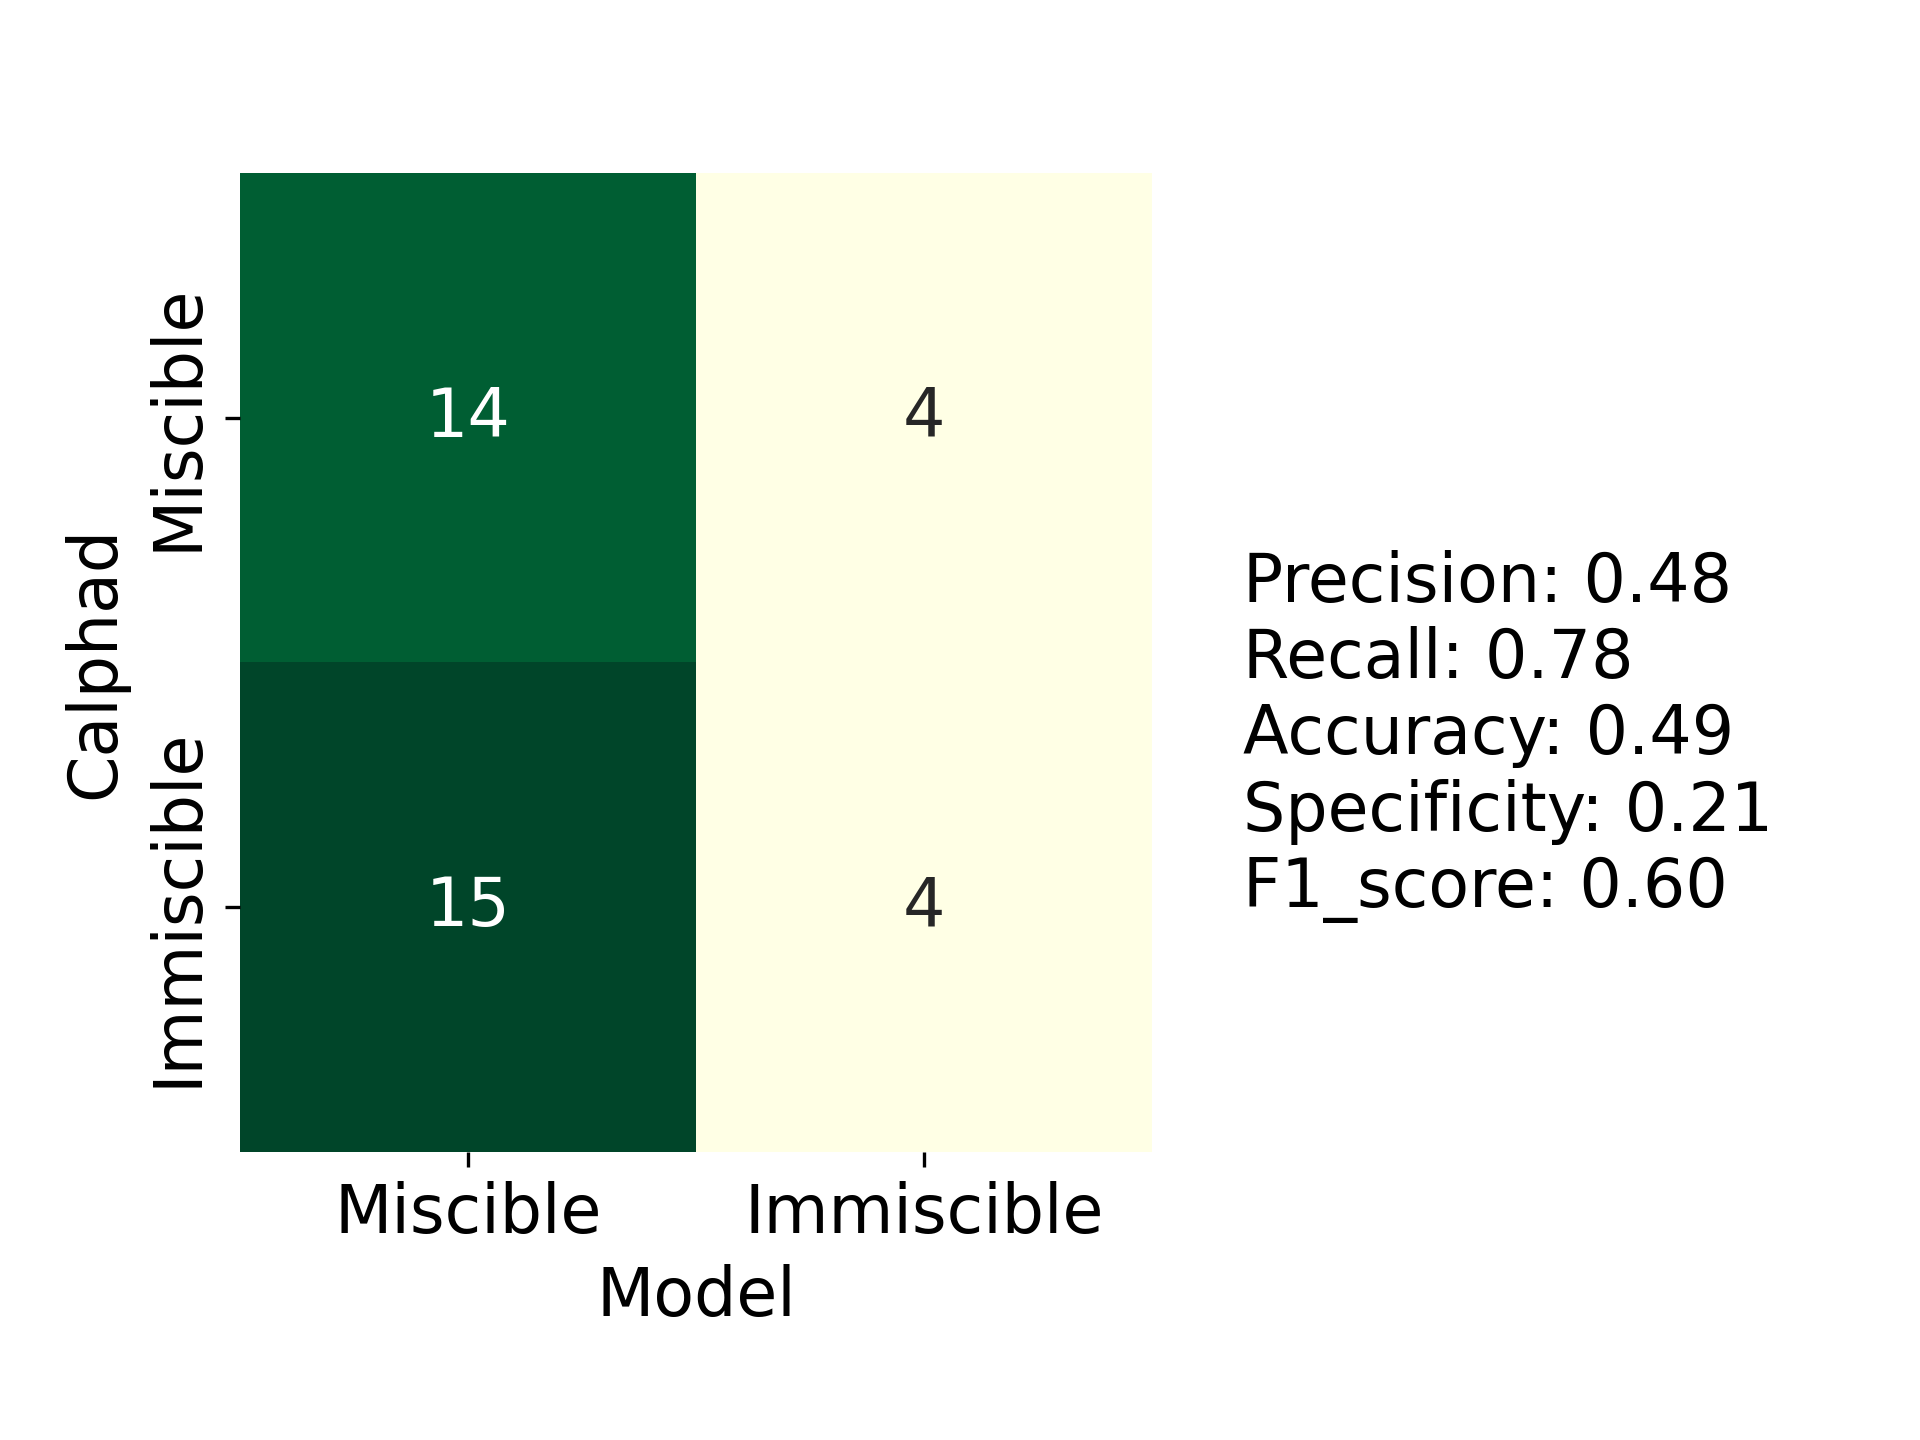 Calphad
Miscible
Immiscible
14
4
15
4
Miscible
Immiscible
Model
Precision: 0.48
Recall: 0.78
Accuracy: 0.49
Specificity: 0.21
F1_score: 0.60